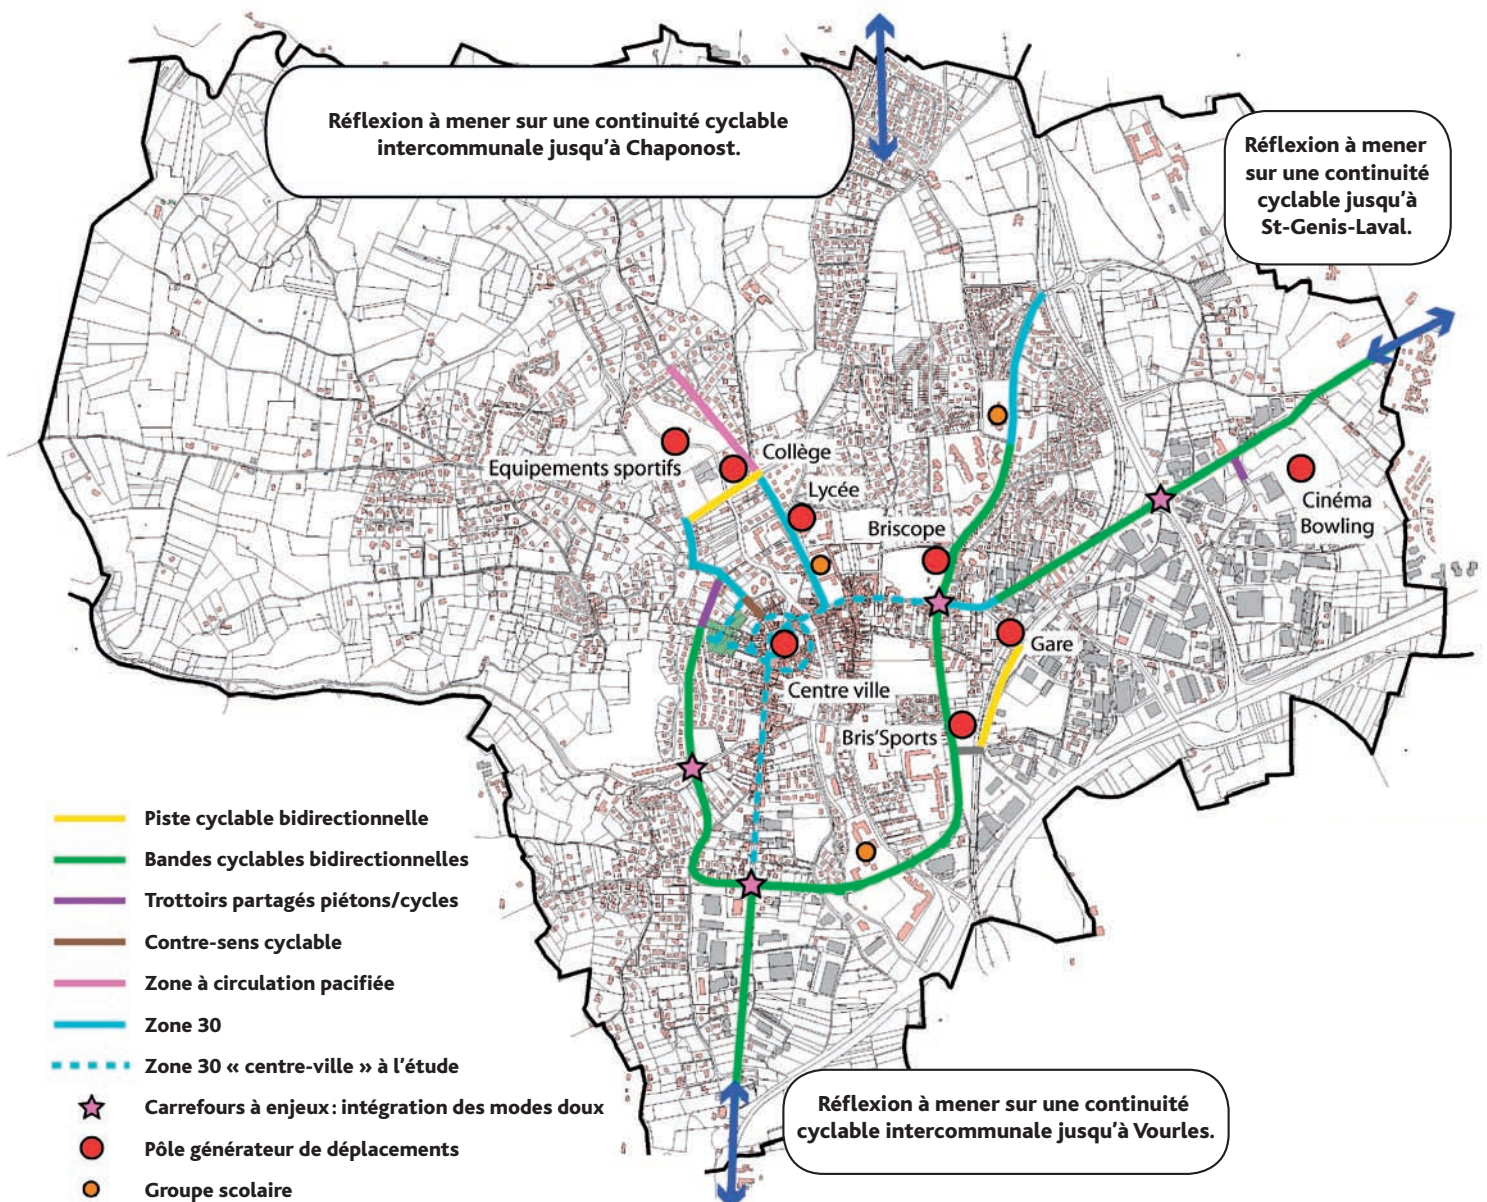 Réflexion à mener sur une continuité cyclable
intercommunale jusqu'à Chaponost.
Réflexion à mener
sur une continuité
cyclable jusqu'à
St-Genis-Laval.
Collège
Equipements sportifs
Lycée
Briscope
Cinéma
Bowling
Gare
Centre ville
Bris'Sports
Piste cyclable bidirectionnelle
Bandes cyclables bidirectionnelles
Trottoirs partagés piétons/cycles
Contre-sens cyclable
Zone à circulation pacifiée
Zone 30
Zone 30 « centre-ville » à l'étude
Carrefours à enjeux : intégration des modes doux
Pôle générateur de déplacements
Groupe scolaire
Réflexion à mener sur une continuité
cyclable intercommunale jusqu'à Vourles.